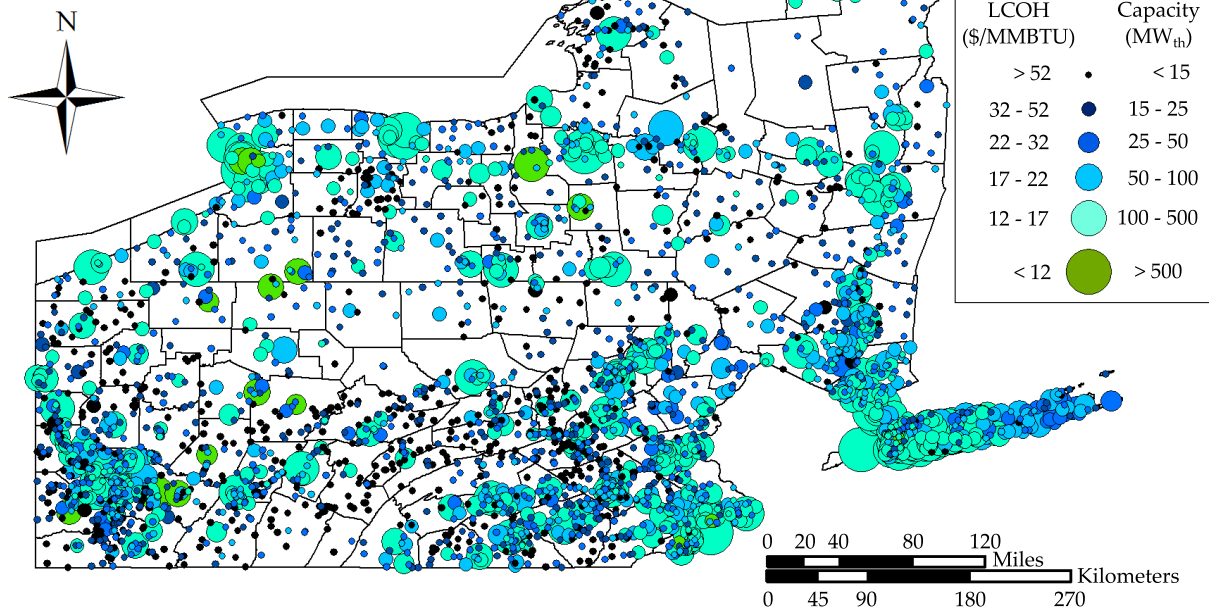 N
LCOH Capacity
($/MMBTU) (MWth)
> 52 < 15
32 - 52 15 - 25
22 - 32 25 - 50
17 - 22 50 - 100
12 - 17 100 - 500
< 12 > 500
0 20 40 80 120
Miles
Kilometers
0 45 90 180 270